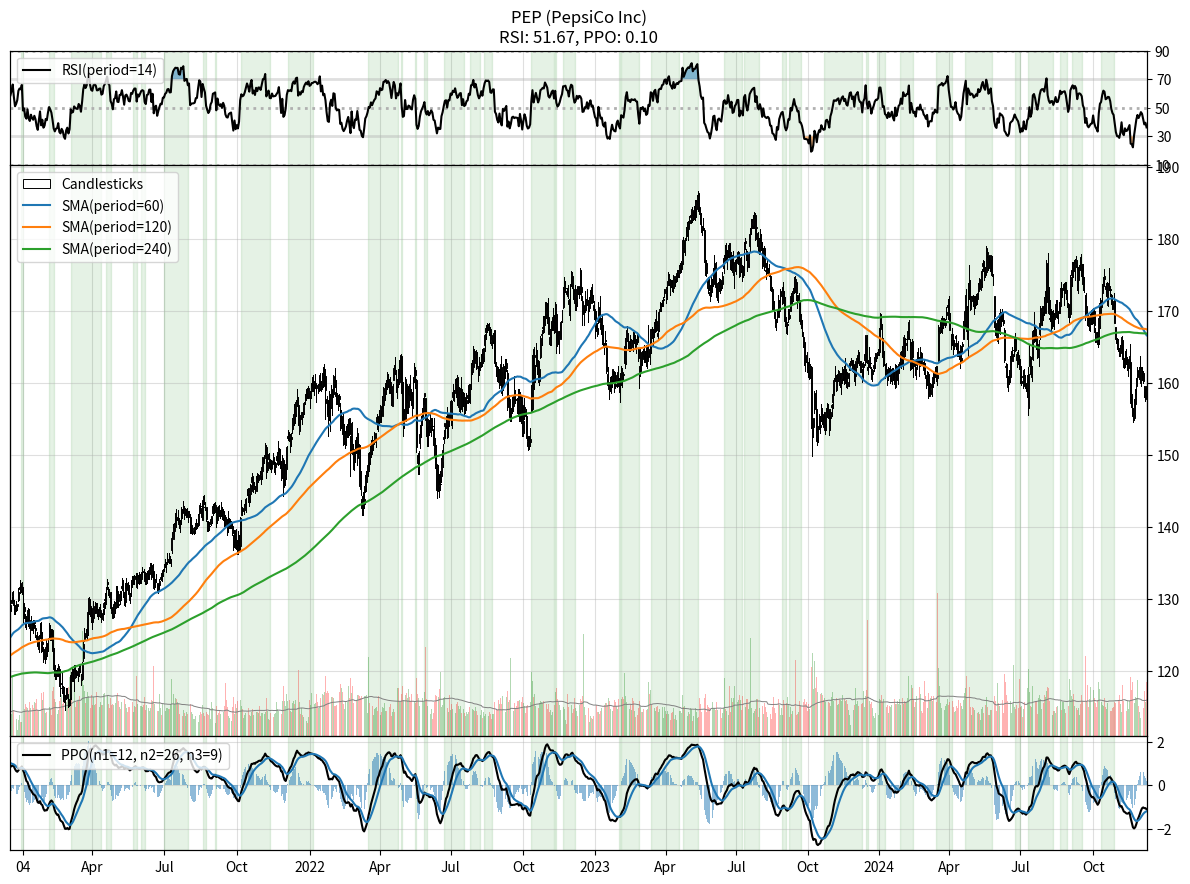 PEP (PepsiCo Inc)
RSI: 51.67, PPO: 0.10
RSI(period=14)
90
70
50
30
10
Candlesticks
SMA(period=60)
SMA(period=120)
SMA(period=240)
190
180
170
160
150
140
130
120
PPO(n1=12, n2=26, n3=9)
2
0
−2
04 Apr Jul Oct 2022 Apr Jul Oct 2023 Apr Jul Oct 2024 Apr Jul Oct